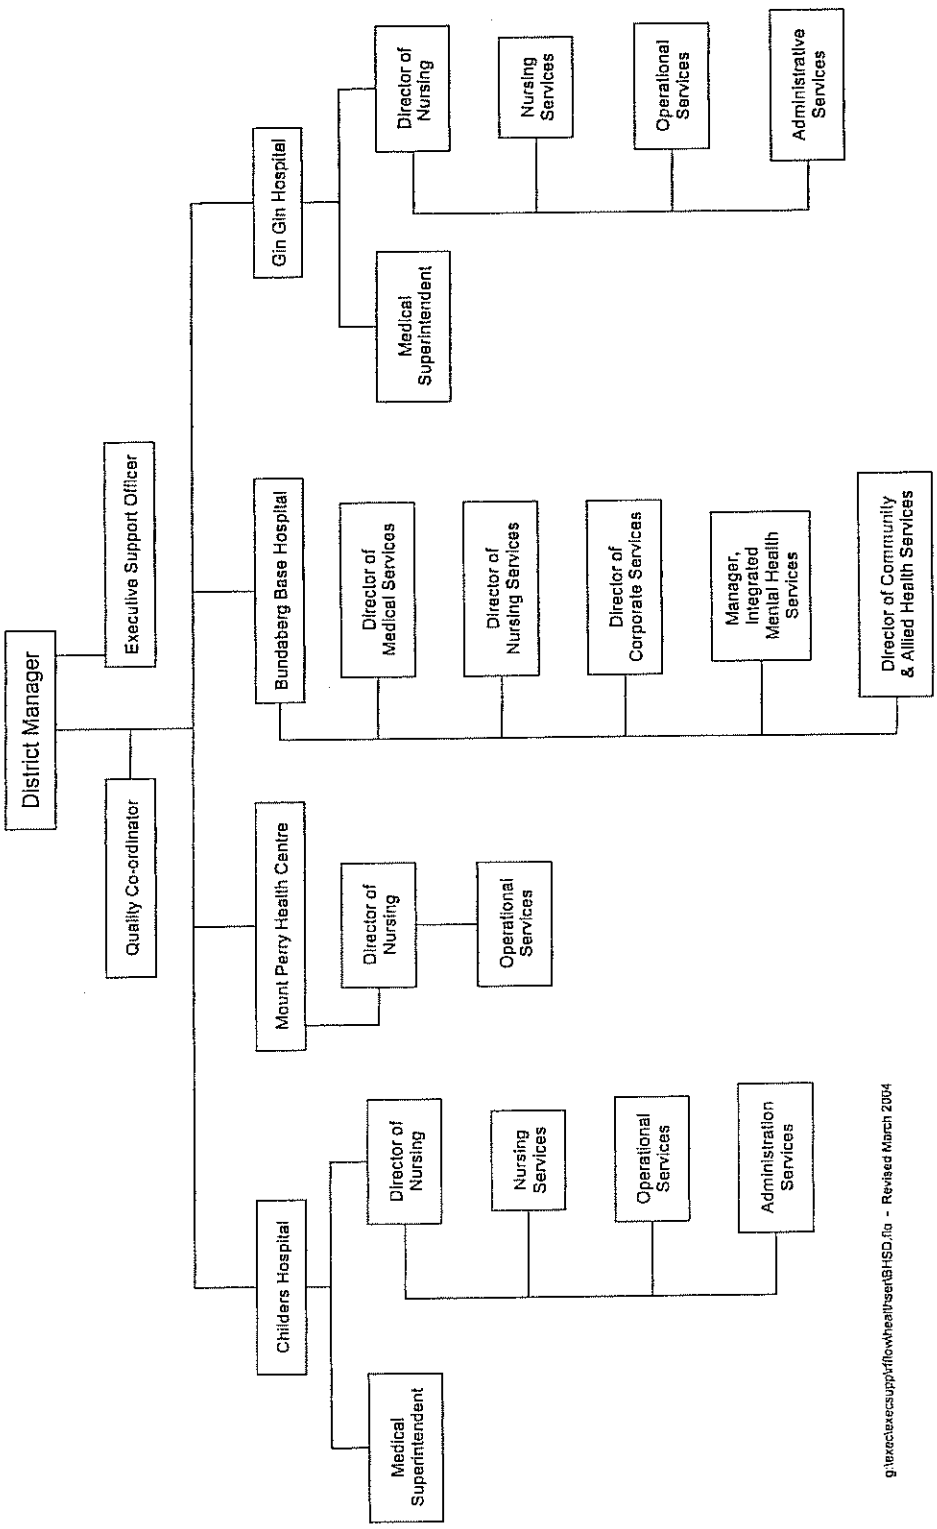 District Manager
Quality Co-ordinator
Executive Support Officer
Childers Hospital
Mount Perry Health Centre
Bundaberg Base Hospital
Gin Gin Hospital
Medical
Superintendent
Director of
Nursing
Nursing
Services
Operational
Services
Administration
Services
Director of
Nursing
Operational
Services
Director of
Medical Services
Director of
Nursing Services
Director of
Corporate Services
Manager,
Integrated
Mental Health
Services
Director of Community
& Allied Health Services
Medical
Superintendent
Director of
Nursing
Nursing
Services
Operational
Services
Administrative
Services
- Revised March 2004